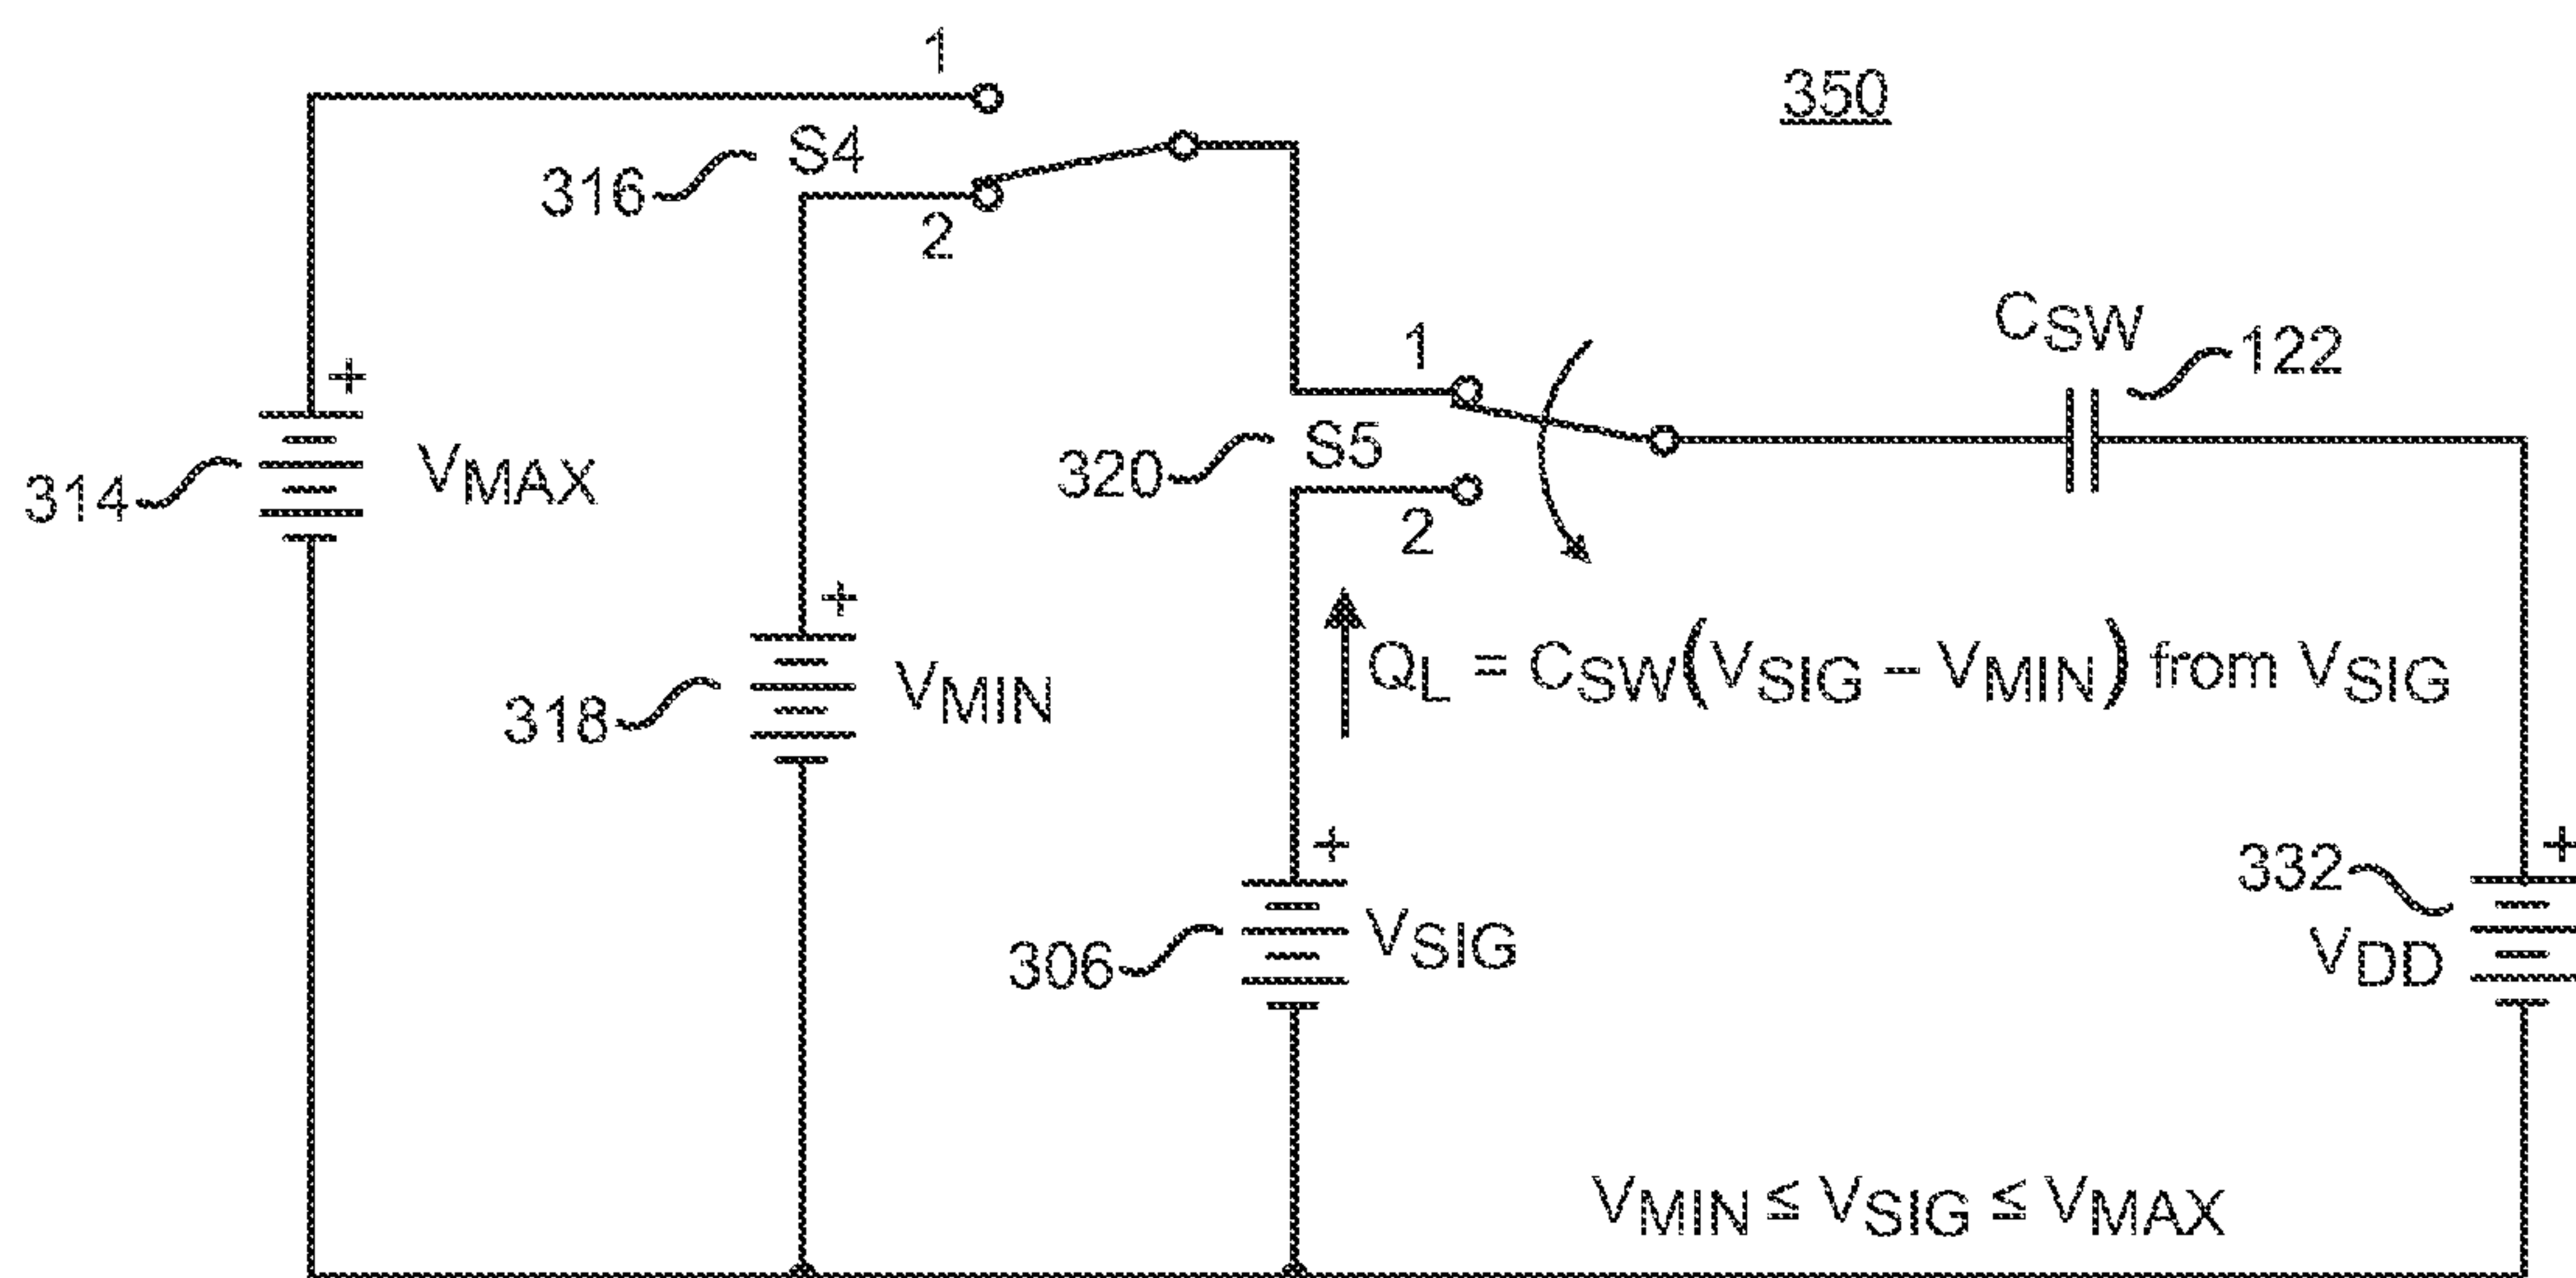 1
350
S4
316
2
CSW
1
122
+
VMAX
S5
314
320
2
+
QL = CSW(VSIG – VMIN) from VSIG
VMIN
318
+
+
332
VSIG
306
VDD
VMIN ≤ VSIG ≤ VMAX